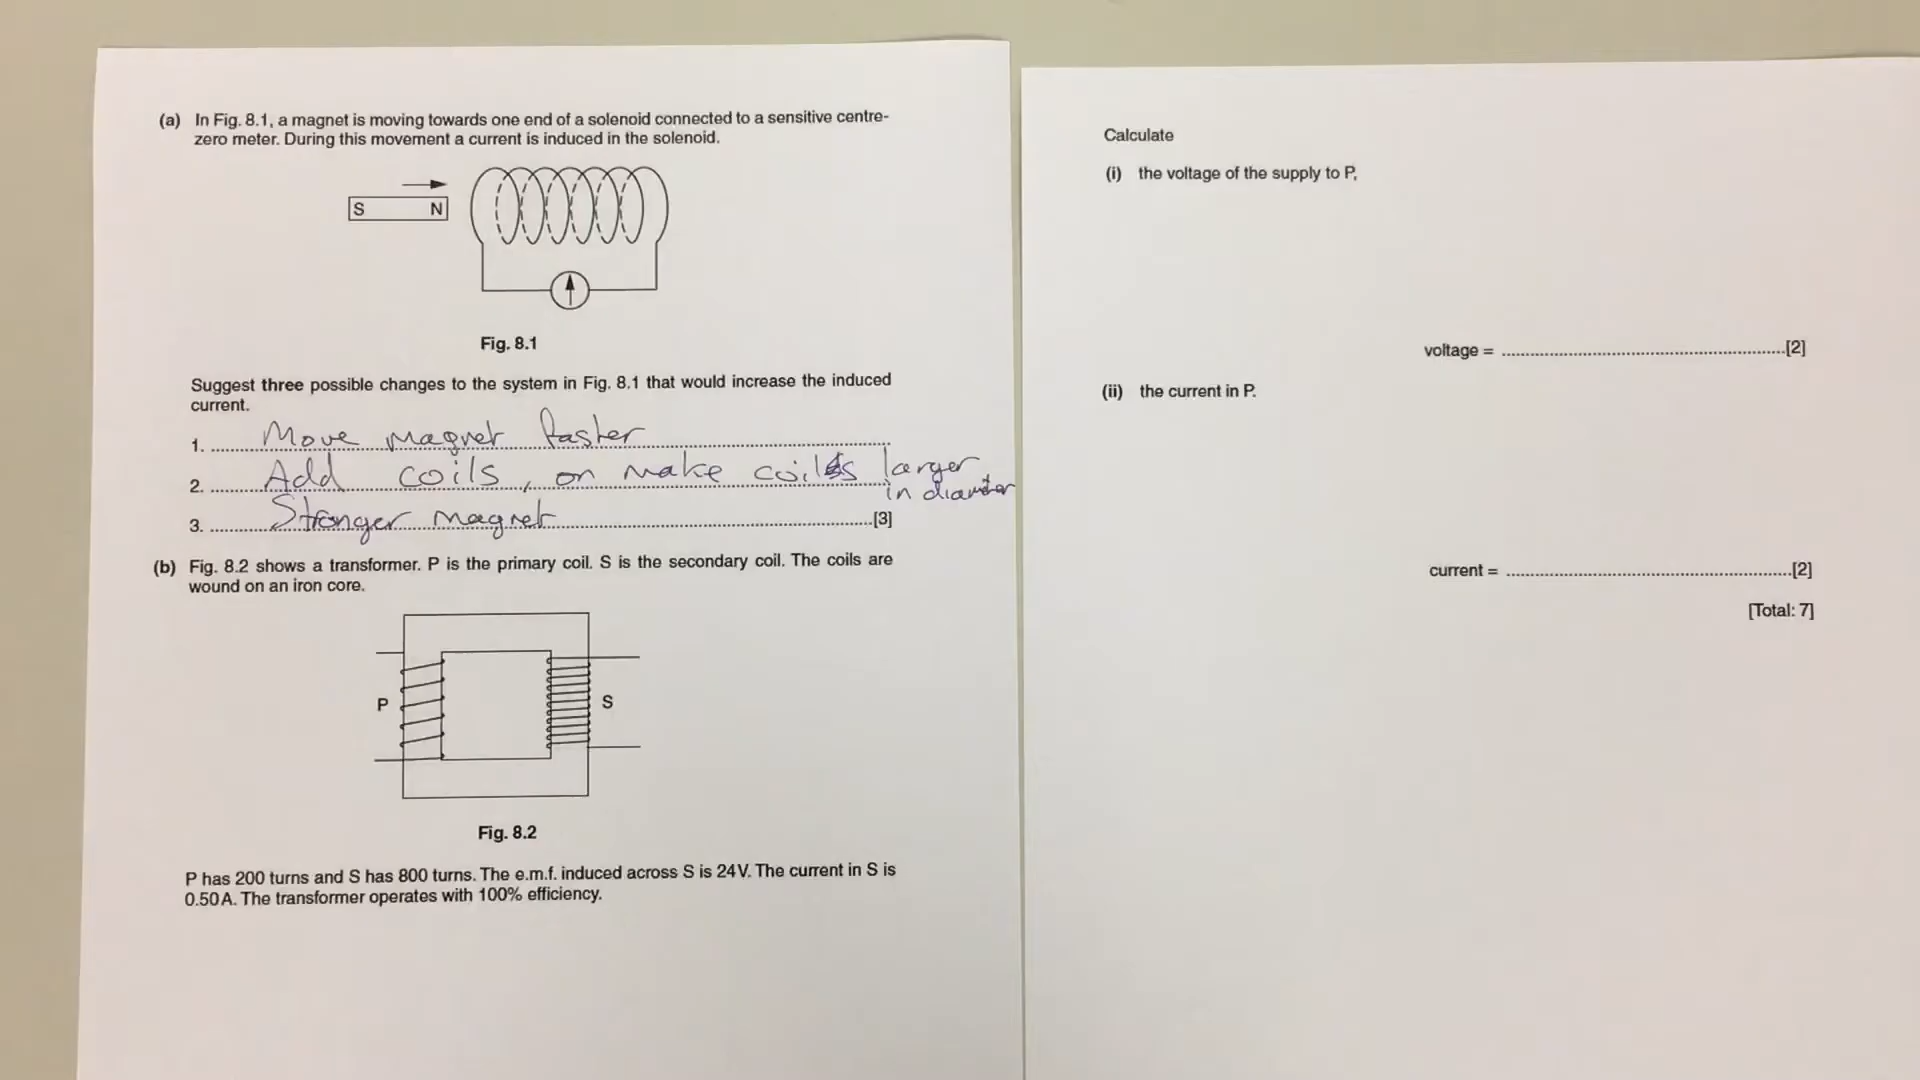 (a) In Fig. 8.1, a magnet is moving towards one end of a solenoid connected to a sensitive centre-
zero meter. During this movement a current is induced in the solenoid.
S N
Fig. 8.1
Suggest three possible changes to the system in Fig. 8.1 that would increase the induced
current.
1. Move magnet faster
2. Add coils, or make coils larger
in diameter
3. Stronger magnet [3]
(b) Fig. 8.2 shows a transformer. P is the primary coil. S is the secondary coil. The coils are
wound on an iron core.
P S
Fig. 8.2
P has 200 turns and S has 800 turns. The e.m.f. induced across S is 24V. The current in S is
0.50A. The transformer operates with 100% efficiency.
Calculate
(i) the voltage of the supply to P,
voltage = [2]
(ii) the current in P.
current = [2]
[Total: 7]